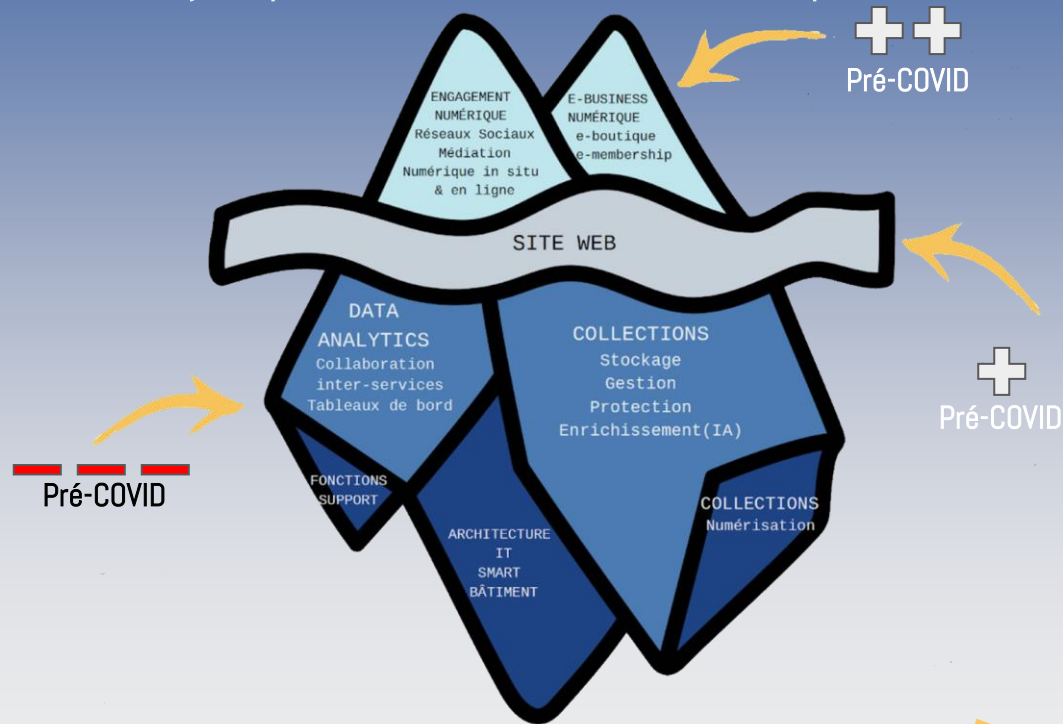 Pré-COVID
ENGAGEMENT
NUMÉRIQUE
Réseaux Sociaux
Médiation
Numérique in situ
& en ligne
E-BUSINESS
NUMÉRIQUE
e-boutique
e-membership
SITE WEB
DATA
ANALYTICS
Collaboration
inter-services
Tableaux de bord
COLLECTIONS
Stockage
Gestion
Protection
Enrichissement(IA)
Pré-COVID
Pré-COVID
FONCTIONS
SUPPORT
COLLECTIONS
Numérisation
ARCHITECTURE
IT
SMART
BÂTIMENT